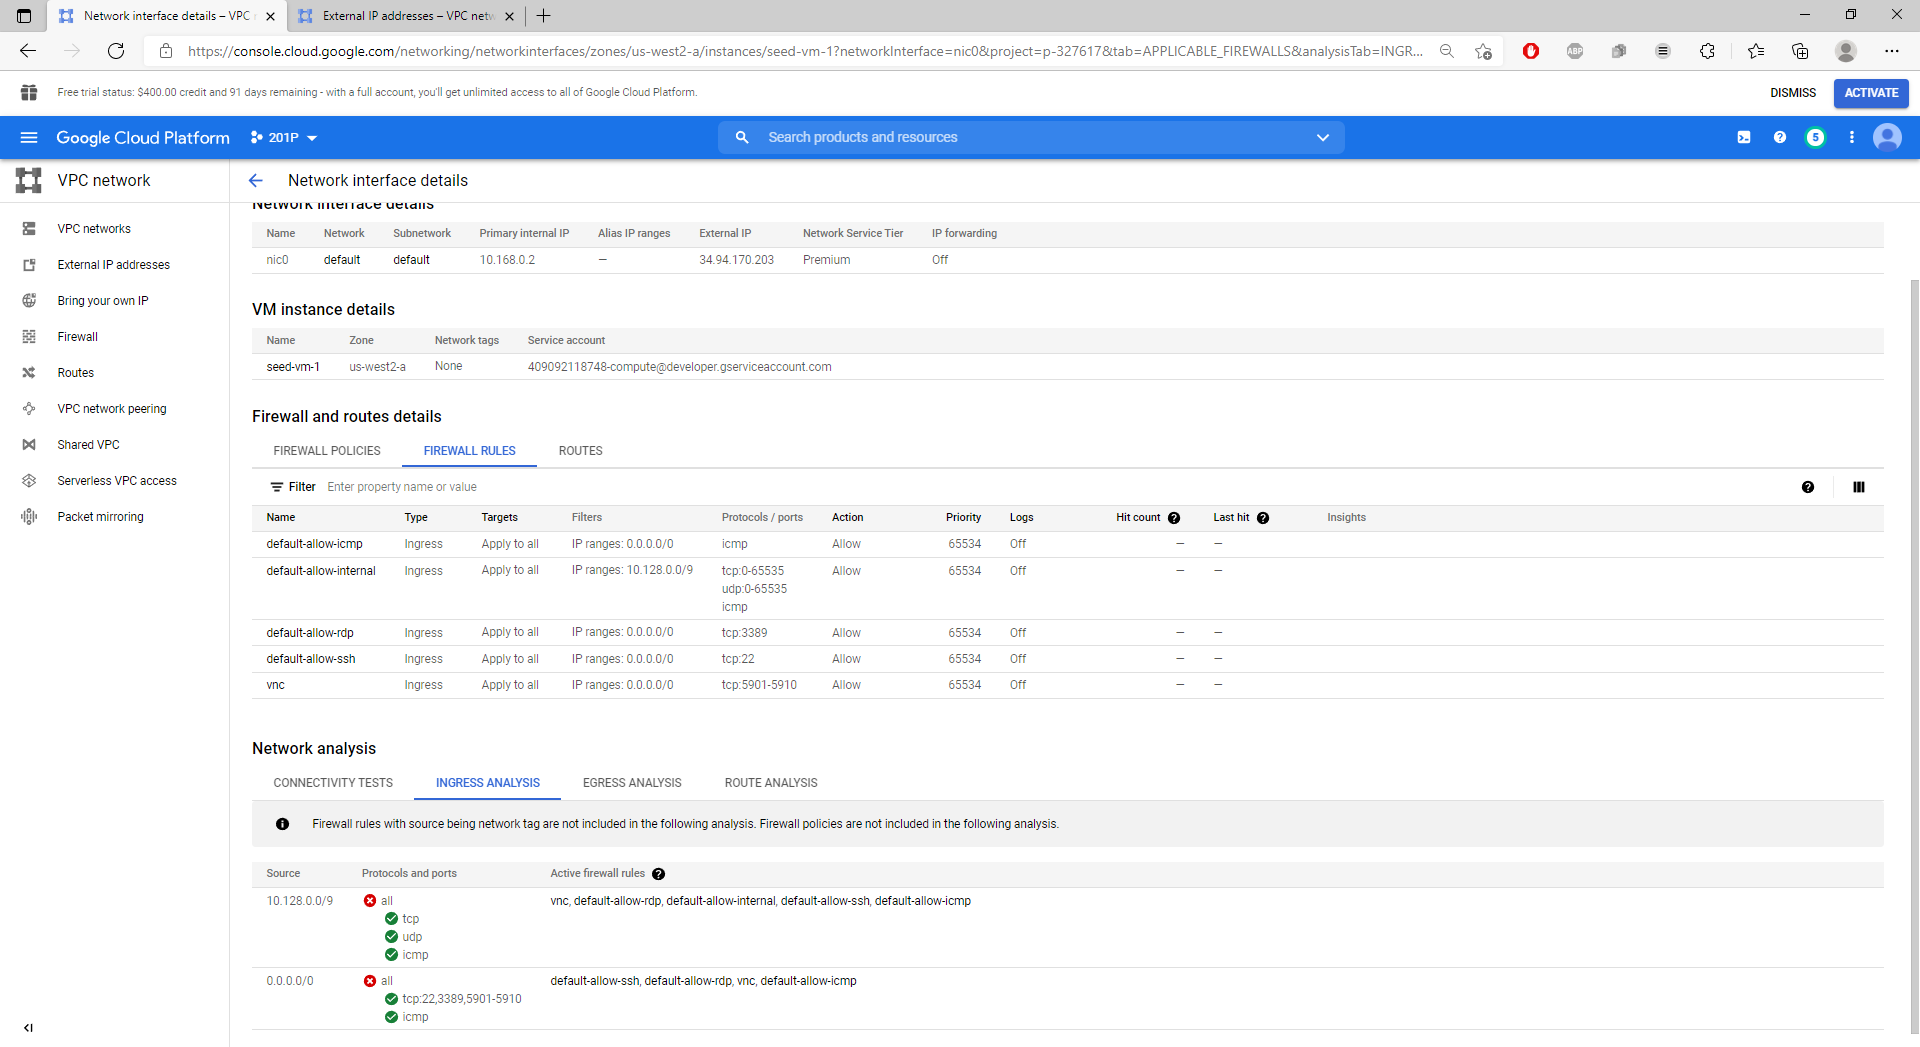 Network interface details – VPC
External IP addresses – VPC netw
https://console.cloud.google.com/networking/networkinterfaces/zones/us-west2-a/instances/seed-vm-1?networkInterface=nic0&project=p-327617&tab=APPLICABLE_FIREWALLS&analysisTab=INGR...
ABP
Free trial status: $400.00 credit and 91 days remaining - with a full account, you'll get unlimited access to all of Google Cloud Platform.
DISMISS
ACTIVATE
Google Cloud Platform
201P
Search products and resources
5
VPC network
Network interface details
VPC networks
External IP addresses
Bring your own IP
Firewall
Routes
VPC network peering
Shared VPC
Serverless VPC access
Packet mirroring
Network interface details
Name Network Subnetwork Primary internal IP Alias IP ranges External IP Network Service Tier IP forwarding
nic0 default default 10.168.0.2 — 34.94.170.203 Premium Off
VM instance details
Name Zone Network tags Service account
seed-vm-1 us-west2-a None 409092118748-compute@developer.gserviceaccount.com
Firewall and routes details
FIREWALL POLICIES FIREWALL RULES ROUTES
Filter Enter property name or value
Name Type Targets Filters Protocols / ports Action Priority Logs Hit count Last hit Insights
default-allow-icmp Ingress Apply to all IP ranges: 0.0.0.0/0 icmp Allow 65534 Off — —
default-allow-internal Ingress Apply to all IP ranges: 10.128.0.0/9 tcp:0-65535 Allow 65534 Off — —
udp:0-65535
icmp
default-allow-rdp Ingress Apply to all IP ranges: 0.0.0.0/0 tcp:3389 Allow 65534 Off — —
default-allow-ssh Ingress Apply to all IP ranges: 0.0.0.0/0 tcp:22 Allow 65534 Off — —
vnc Ingress Apply to all IP ranges: 0.0.0.0/0 tcp:5901-5910 Allow 65534 Off — —
Network analysis
CONNECTIVITY TESTS INGRESS ANALYSIS EGRESS ANALYSIS ROUTE ANALYSIS
Firewall rules with source being network tag are not included in the following analysis. Firewall policies are not included in the following analysis.
Source Protocols and ports Active firewall rules
10.128.0.0/9 all vnc, default-allow-rdp, default-allow-internal, default-allow-ssh, default-allow-icmp
tcp
udp
icmp
0.0.0.0/0 all default-allow-ssh, default-allow-rdp, vnc, default-allow-icmp
tcp:22,3389,5901-5910
icmp